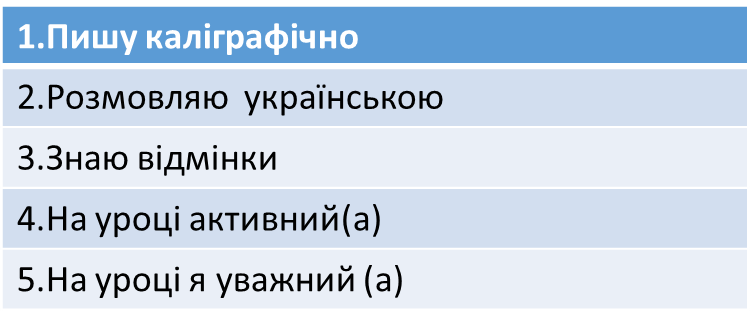 1.Пишу каліграфічно
2.Розмовляю українською
3.Знаю відмінки
4.На уроці активний(а)
5.На уроці я уважний (а)